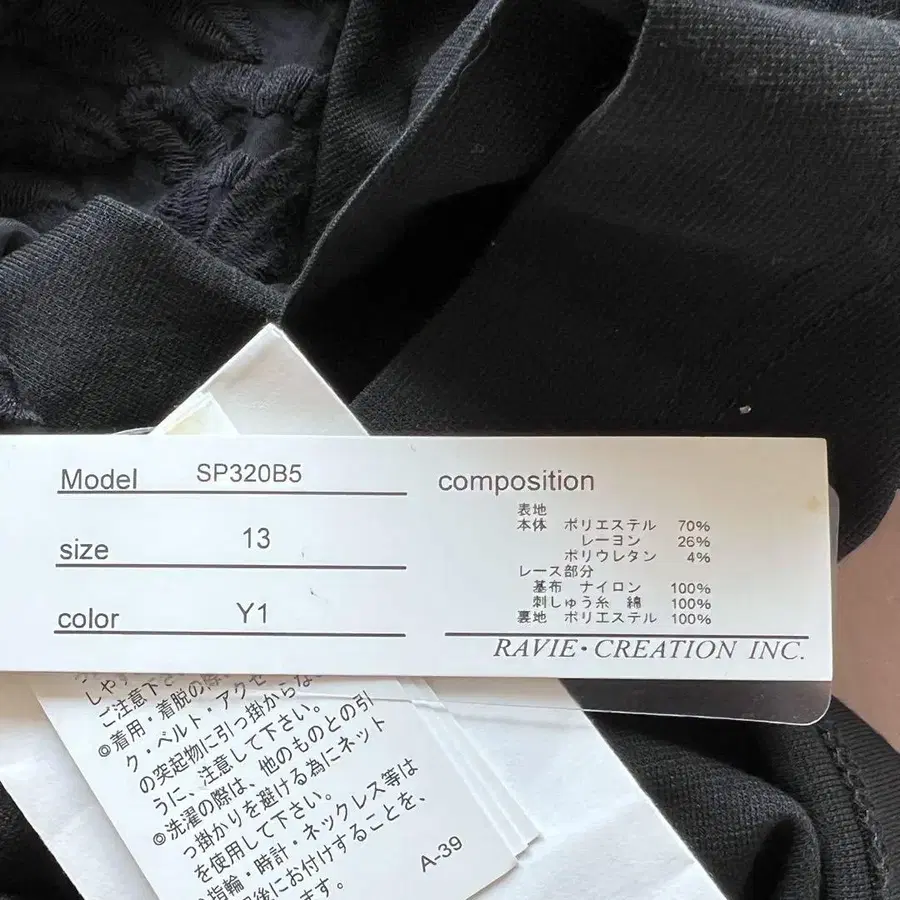 Model SP320B5
size 13
color Y1
composition
表地
本体 ポリエステル 70%
レーヨン 26%
ポリウレタン 4%
レース部分
基布 ナイロン 100%
刺しゅう糸 綿 100%
裏地 ポリエステル 100%
RAVIE・CREATION INC.
しやす
ご注意下さ
◎着用・着脱の際
ク・ベルト・アクセ
の突起物に引っ掛からな
うに、注意して下さい。
◎洗濯の際は、他のものとの引
っ掛かりを避ける為にネット
を使用して下さい。
指輪・時計・ネックレス等は
後にお付けすることを、
ます。
A-39